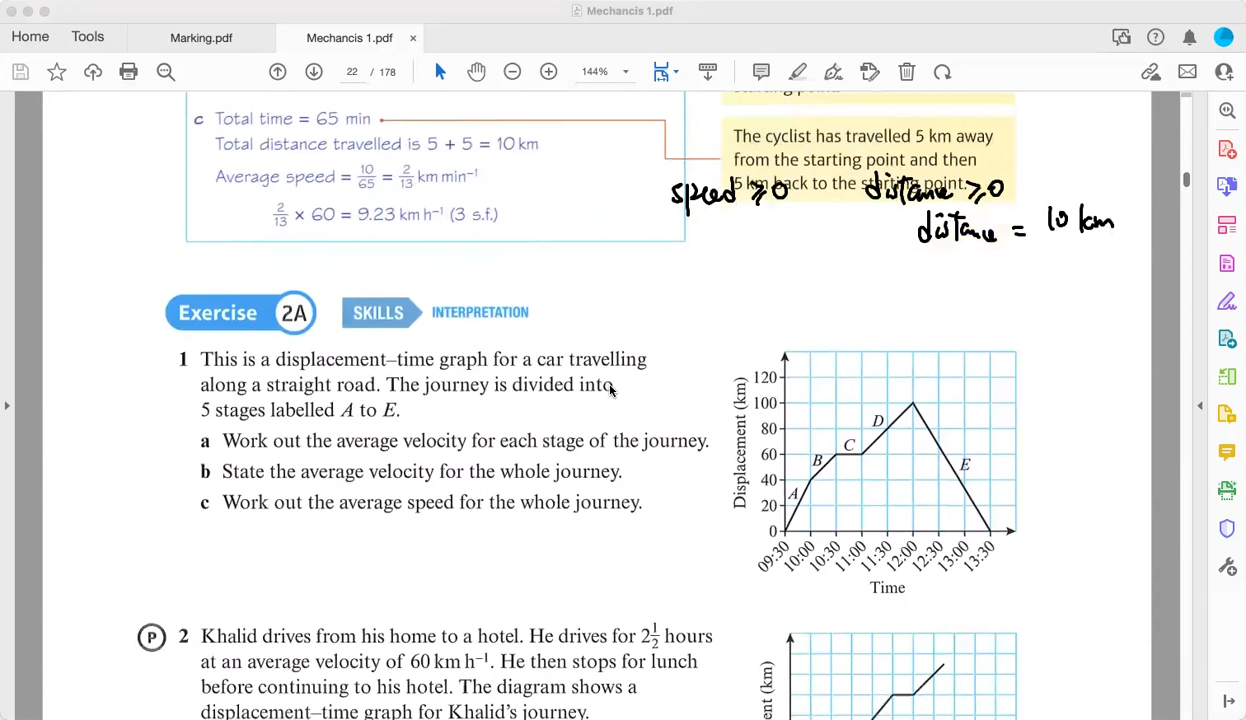 Mechancis 1.pdf
Home Tools Marking.pdf Mechancis 1.pdf ×
22 / 178 144%
c Total time = 65 min
Total distance travelled is 5 + 5 = 10 km
Average speed = 10/65 = 2/13 km min⁻¹
2/13 × 60 = 9.23 km h⁻¹ (3 s.f.)
The cyclist has travelled 5 km away
from the starting point and then
5 km back to the starting point.
speed ⩾ 0 distance ⩾ 0
distance = 10 km
Exercise 2A SKILLS INTERPRETATION
1 This is a displacement–time graph for a car travelling
along a straight road. The journey is divided into
5 stages labelled A to E.
a Work out the average velocity for each stage of the journey.
b State the average velocity for the whole journey.
c Work out the average speed for the whole journey.
Displacement (km)
120
100
80
60
40
20
0
A B C D E
09:30 10:00 10:30 11:00 11:30 12:00 12:30 13:00 13:30
Time
P 2 Khalid drives from his home to a hotel. He drives for 2½ hours
at an average velocity of 60 km h⁻¹. He then stops for lunch
before continuing to his hotel. The diagram shows a
displacement–time graph for Khalid's journey.
ent (km)